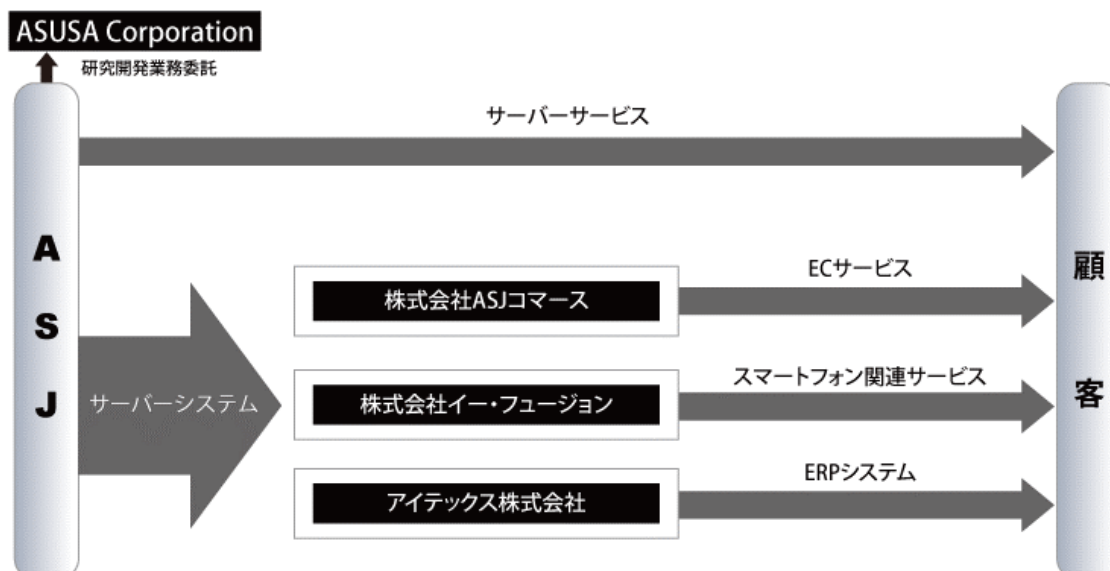 ASUSA Corporation
研究開発業務委託
サーバーサービス
ASJ
サーバーシステム
株式会社ASJコマース
ECサービス
株式会社イー・フュージョン
スマートフォン関連サービス
アイテックス株式会社
ERPシステム
顧客